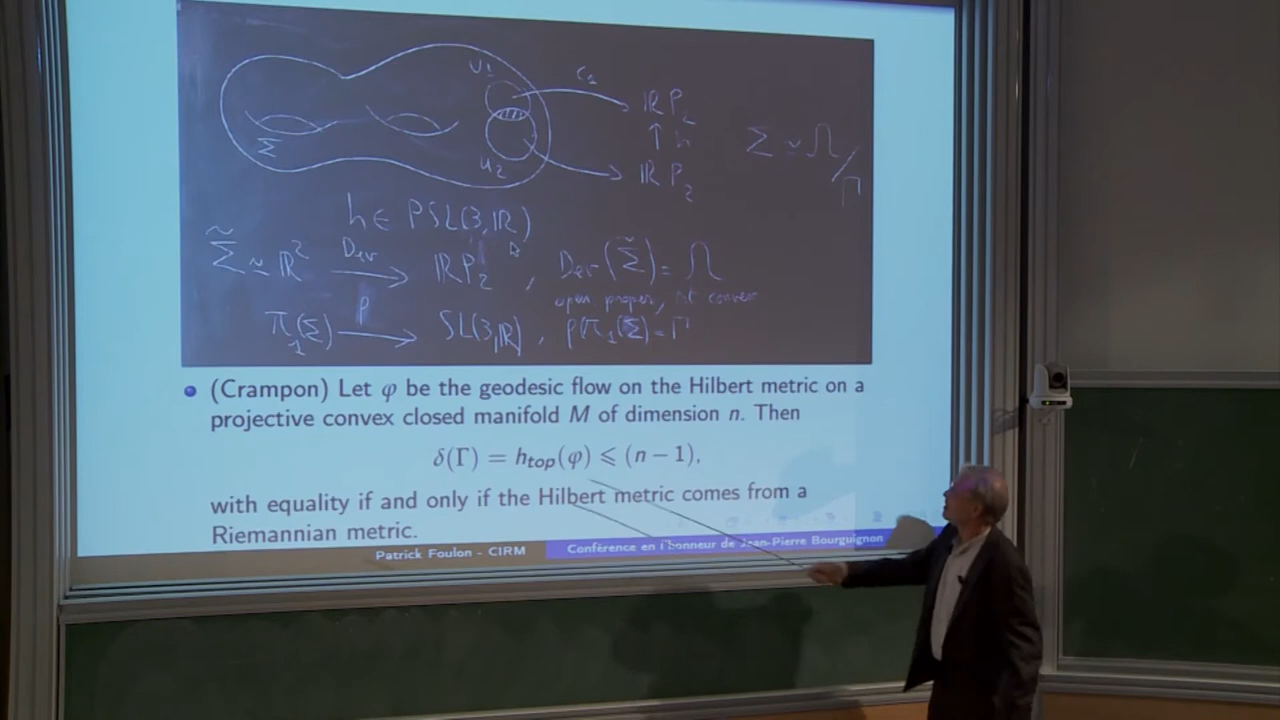 U1 C2 ℝP2
↑ h
Σ U2 ℝP2 Σ ≃ Ω/Γ
h ∈ PSL(3,ℝ)
Σ̃ ≃ ℝ² Dev → ℝP2 , Dev(Σ̃) = Ω
open proper, convex
π1(Σ) ρ → SL(3,ℝ) , ρ(π1(Σ) = Γ
• (Crampon) Let φ be the geodesic flow on the Hilbert metric on a
projective convex closed manifold M of dimension n. Then
δ(Γ) = htop(φ) ⩽ (n − 1),
with equality if and only if the Hilbert metric comes from a
Riemannian metric.
Patrick Foulon - CIRM Conférence en l'honneur de Jean-Pierre Bourguignon